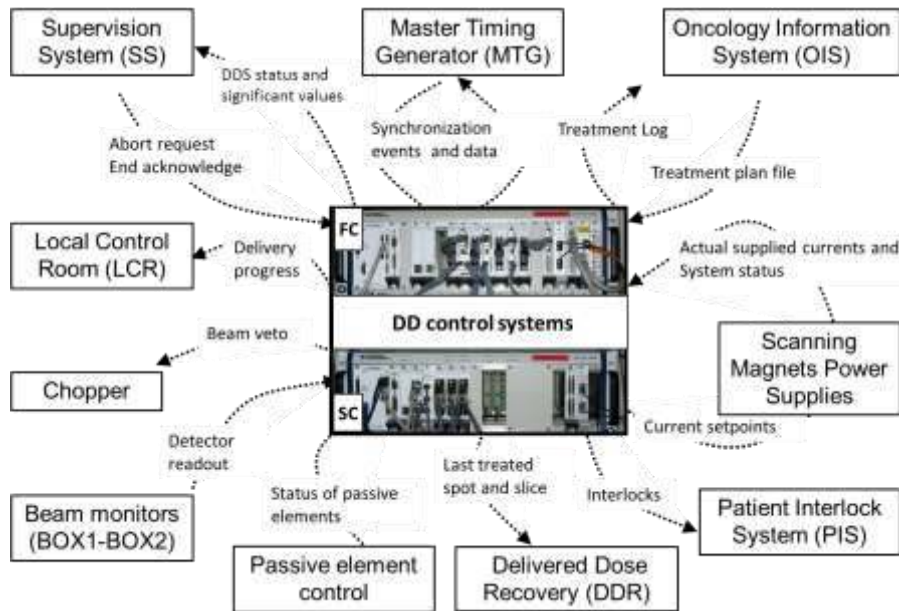 Supervision
System (SS)
Master Timing
Generator (MTG)
Oncology Information
System (OIS)
DDS status and
significant values
Synchronization
events and data
Treatment Log
Abort request
End acknowledge
Treatment plan file
FC
Local Control
Room (LCR)
Delivery
progress
Actual supplied currents and
System status
DD control systems
Beam veto
Scanning
Magnets Power
Supplies
Chopper
SC
Current setpoints
Detector
readout
Last treated
spot and slice
Status of passive
elements
Interlocks
Beam monitors
(BOX1-BOX2)
Patient Interlock
System (PIS)
Passive element
control
Delivered Dose
Recovery (DDR)